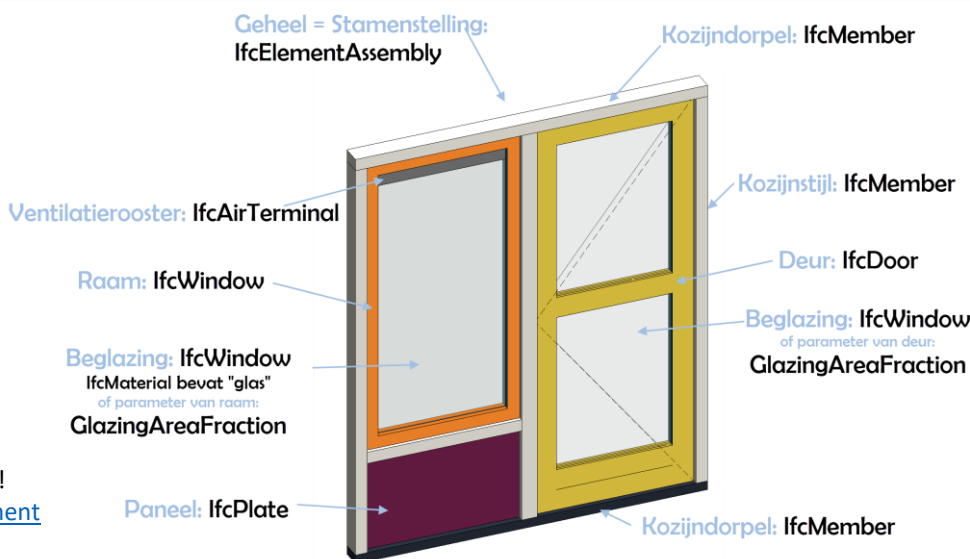 Geheel = Stamenstelling:
IfcElementAssembly
Kozijndorpel: IfcMember
Ventilatierooster: IfcAirTerminal
Kozijnstijl: IfcMember
Raam: IfcWindow
Deur: IfcDoor
Beglazing: IfcWindow
IfcMaterial bevat "glas"
of parameter van raam:
GlazingAreaFraction
Beglazing: IfcWindow
of parameter van deur:
GlazingAreaFraction
!
nent
Paneel: IfcPlate
Kozijndorpel: IfcMember